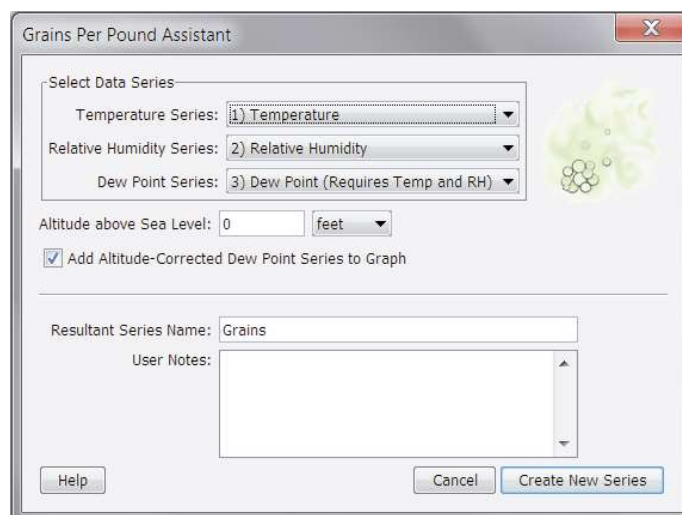 Grains Per Pound Assistant
Select Data Series
Temperature Series: 1) Temperature
Relative Humidity Series: 2) Relative Humidity
Dew Point Series: 3) Dew Point (Requires Temp and RH)
Altitude above Sea Level: 0 feet
Add Altitude-Corrected Dew Point Series to Graph
Resultant Series Name: Grains
User Notes:
Help Cancel Create New Series